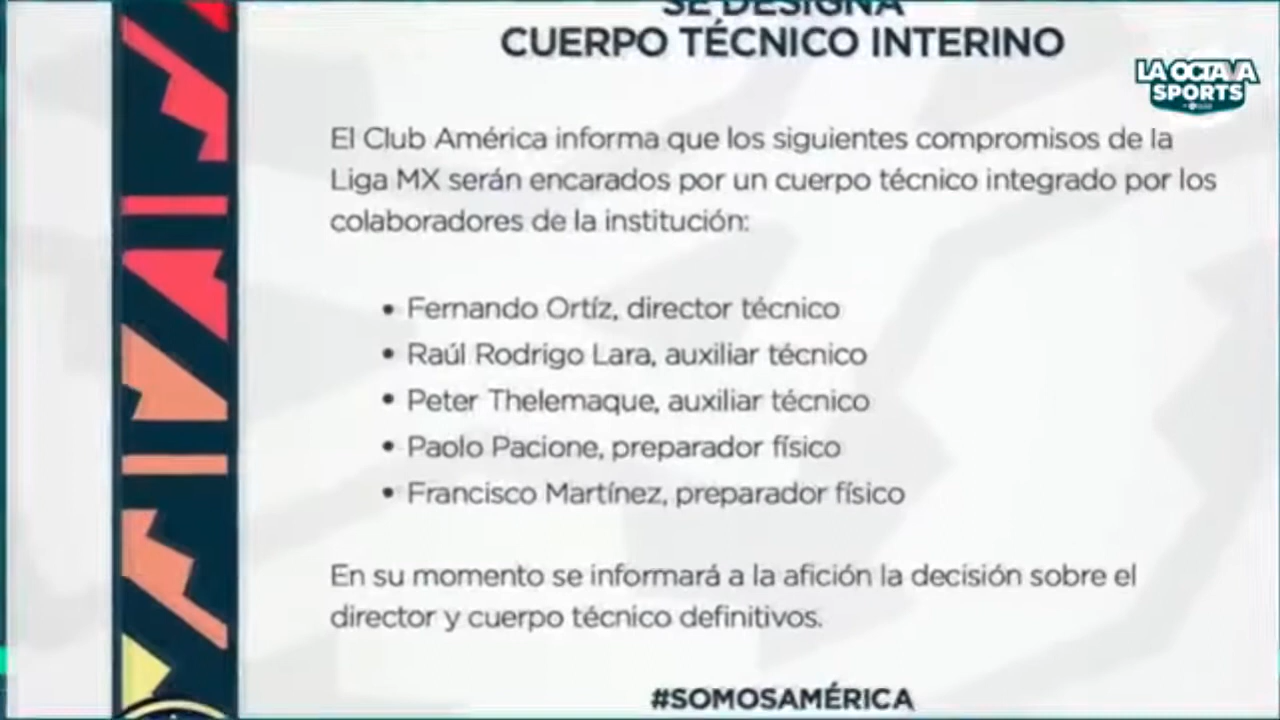 SE DESIGNA
CUERPO TÉCNICO INTERINO
LA OCTAVA
SPORTS
El Club América informa que los siguientes compromisos de la
Liga MX serán encarados por un cuerpo técnico integrado por los
colaboradores de la institución:
• Fernando Ortíz, director técnico
• Raúl Rodrigo Lara, auxiliar técnico
• Peter Thelemaque, auxiliar técnico
• Paolo Pacione, preparador físico
• Francisco Martínez, preparador físico
En su momento se informará a la afición la decisión sobre el
director y cuerpo técnico definitivos.
#SOMOSAMÉRICA